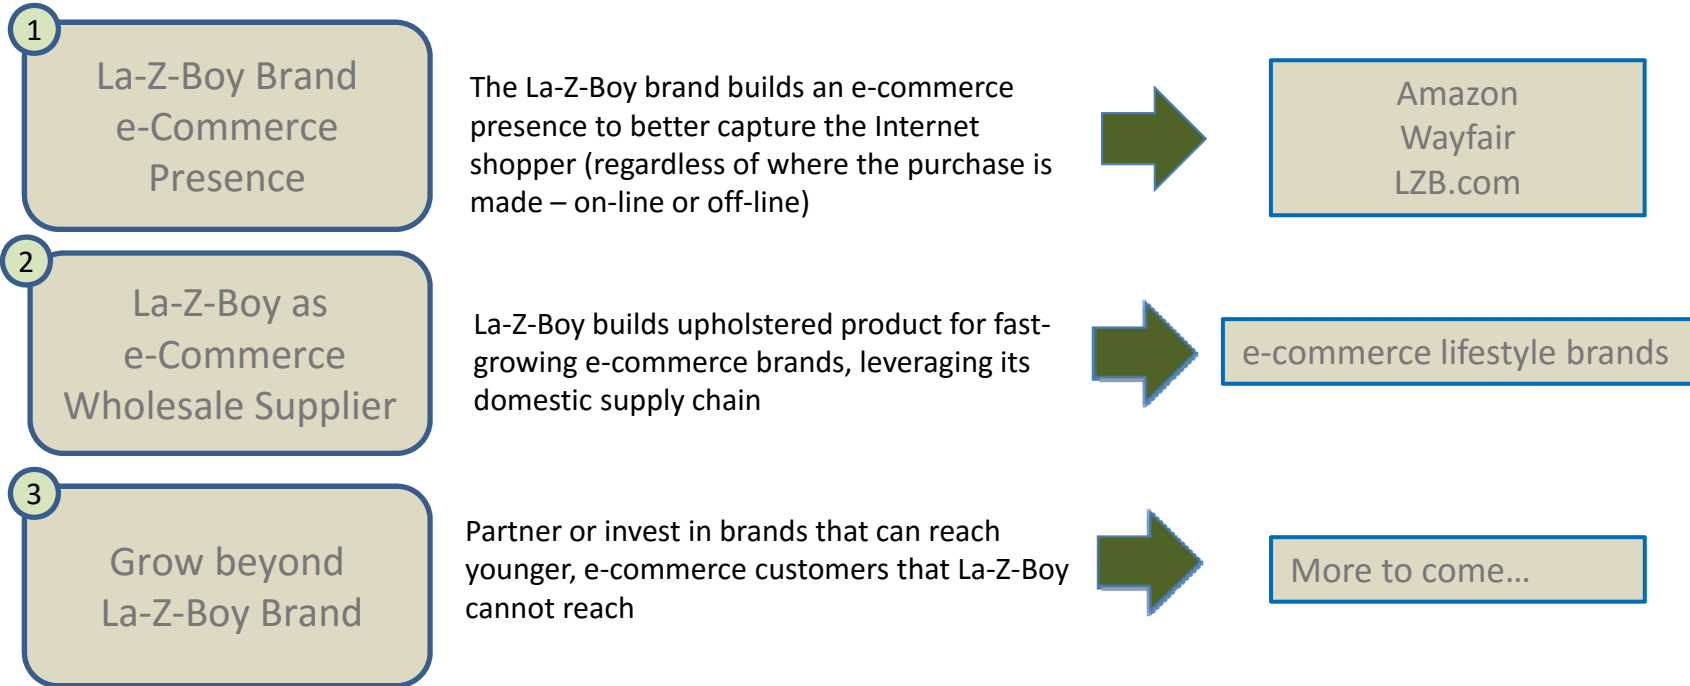 1
La-Z-Boy Brand
e-Commerce
Presence
The La-Z-Boy brand builds an e-commerce
presence to better capture the Internet
shopper (regardless of where the purchase is
made – on-line or off-line)
Amazon
Wayfair
LZB.com
2
La-Z-Boy as
e-Commerce
Wholesale Supplier
La-Z-Boy builds upholstered product for fast-
growing e-commerce brands, leveraging its
domestic supply chain
e-commerce lifestyle brands
3
Grow beyond
La-Z-Boy Brand
Partner or invest in brands that can reach
younger, e-commerce customers that La-Z-Boy
cannot reach
More to come…